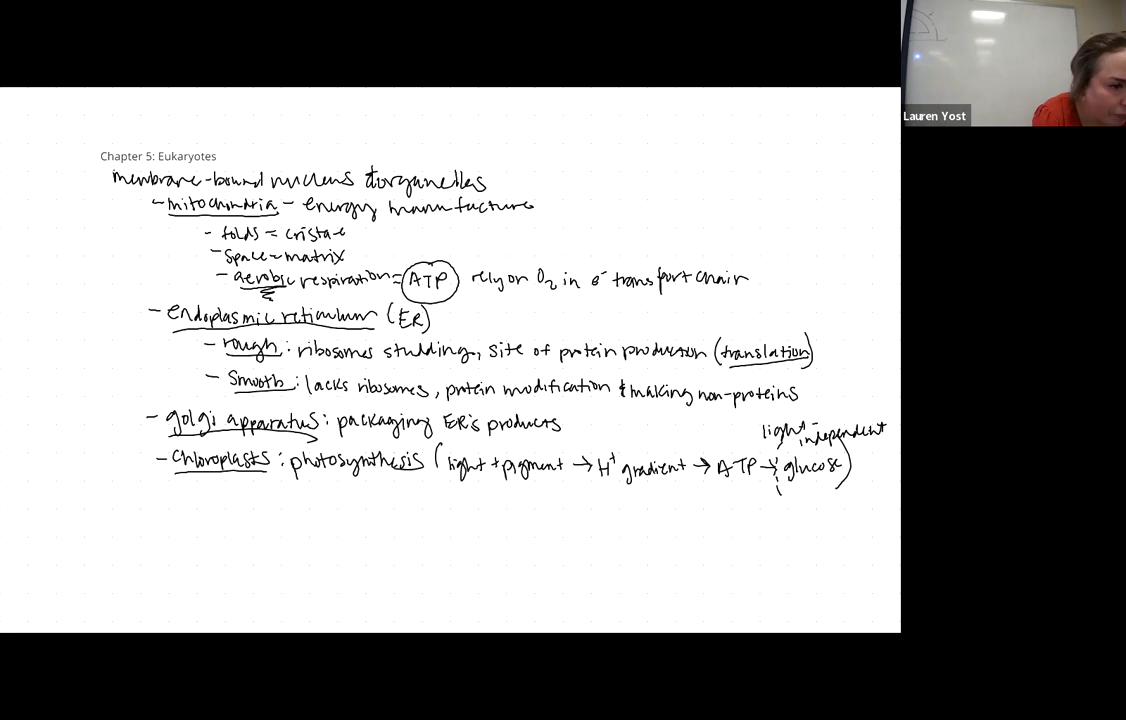 Lauren Yost
Chapter 5: Eukaryotes
membrane-bound nucleus & organelles
- mitochondria - energy manufacture
- folds = cristae
- space = matrix
- aerobic respiration = ATP rely on O2 in e- transport chain
- endoplasmic reticulum (ER)
- rough: ribosomes studding, site of protein production (translation)
- Smooth: lacks ribosomes, protein modification & making non-proteins
- golgi apparatus: packaging ER's products
light-independent
- Chloroplasts: photosynthesis (light + pigment → H+ gradient → ATP → glucose)